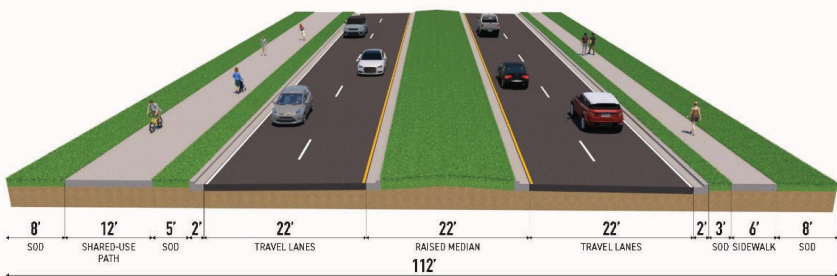 8' 12' 5' 2' 22' 22' 22' 2' 3' 6' 8'
SOD SHARED-USE PATH SOD TRAVEL LANES RAISED MEDIAN TRAVEL LANES SOD SIDEWALK SOD
112'